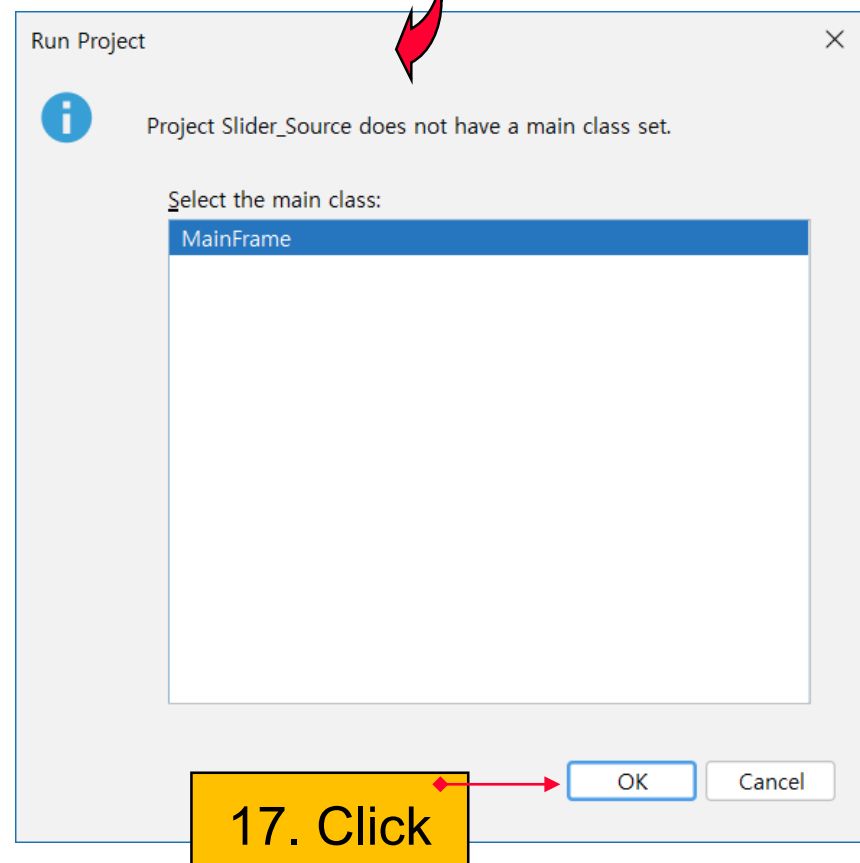 Run Project
Project Slider_Source does not have a main class set.
Select the main class:
MainFrame
OK Cancel
17. Click